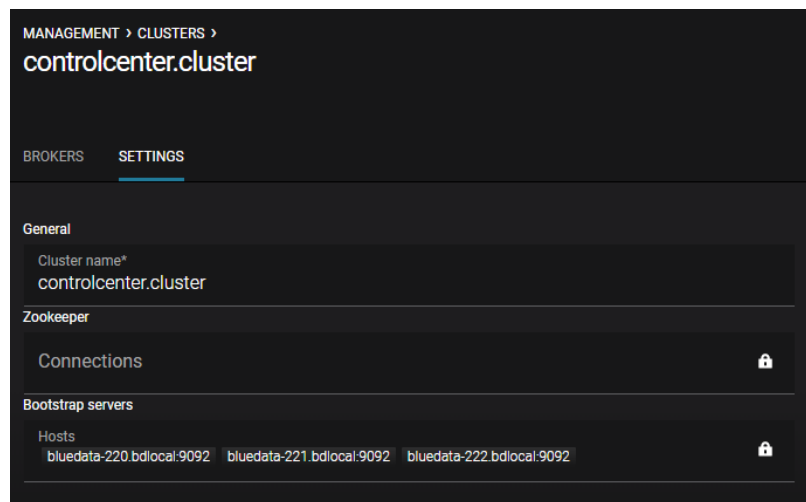 MANAGEMENT › CLUSTERS ›
controlcenter.cluster
BROKERS SETTINGS
General
Cluster name*
controlcenter.cluster
Zookeeper
Connections
Bootstrap servers
Hosts
bluedata-220.bdlocal:9092 bluedata-221.bdlocal:9092 bluedata-222.bdlocal:9092